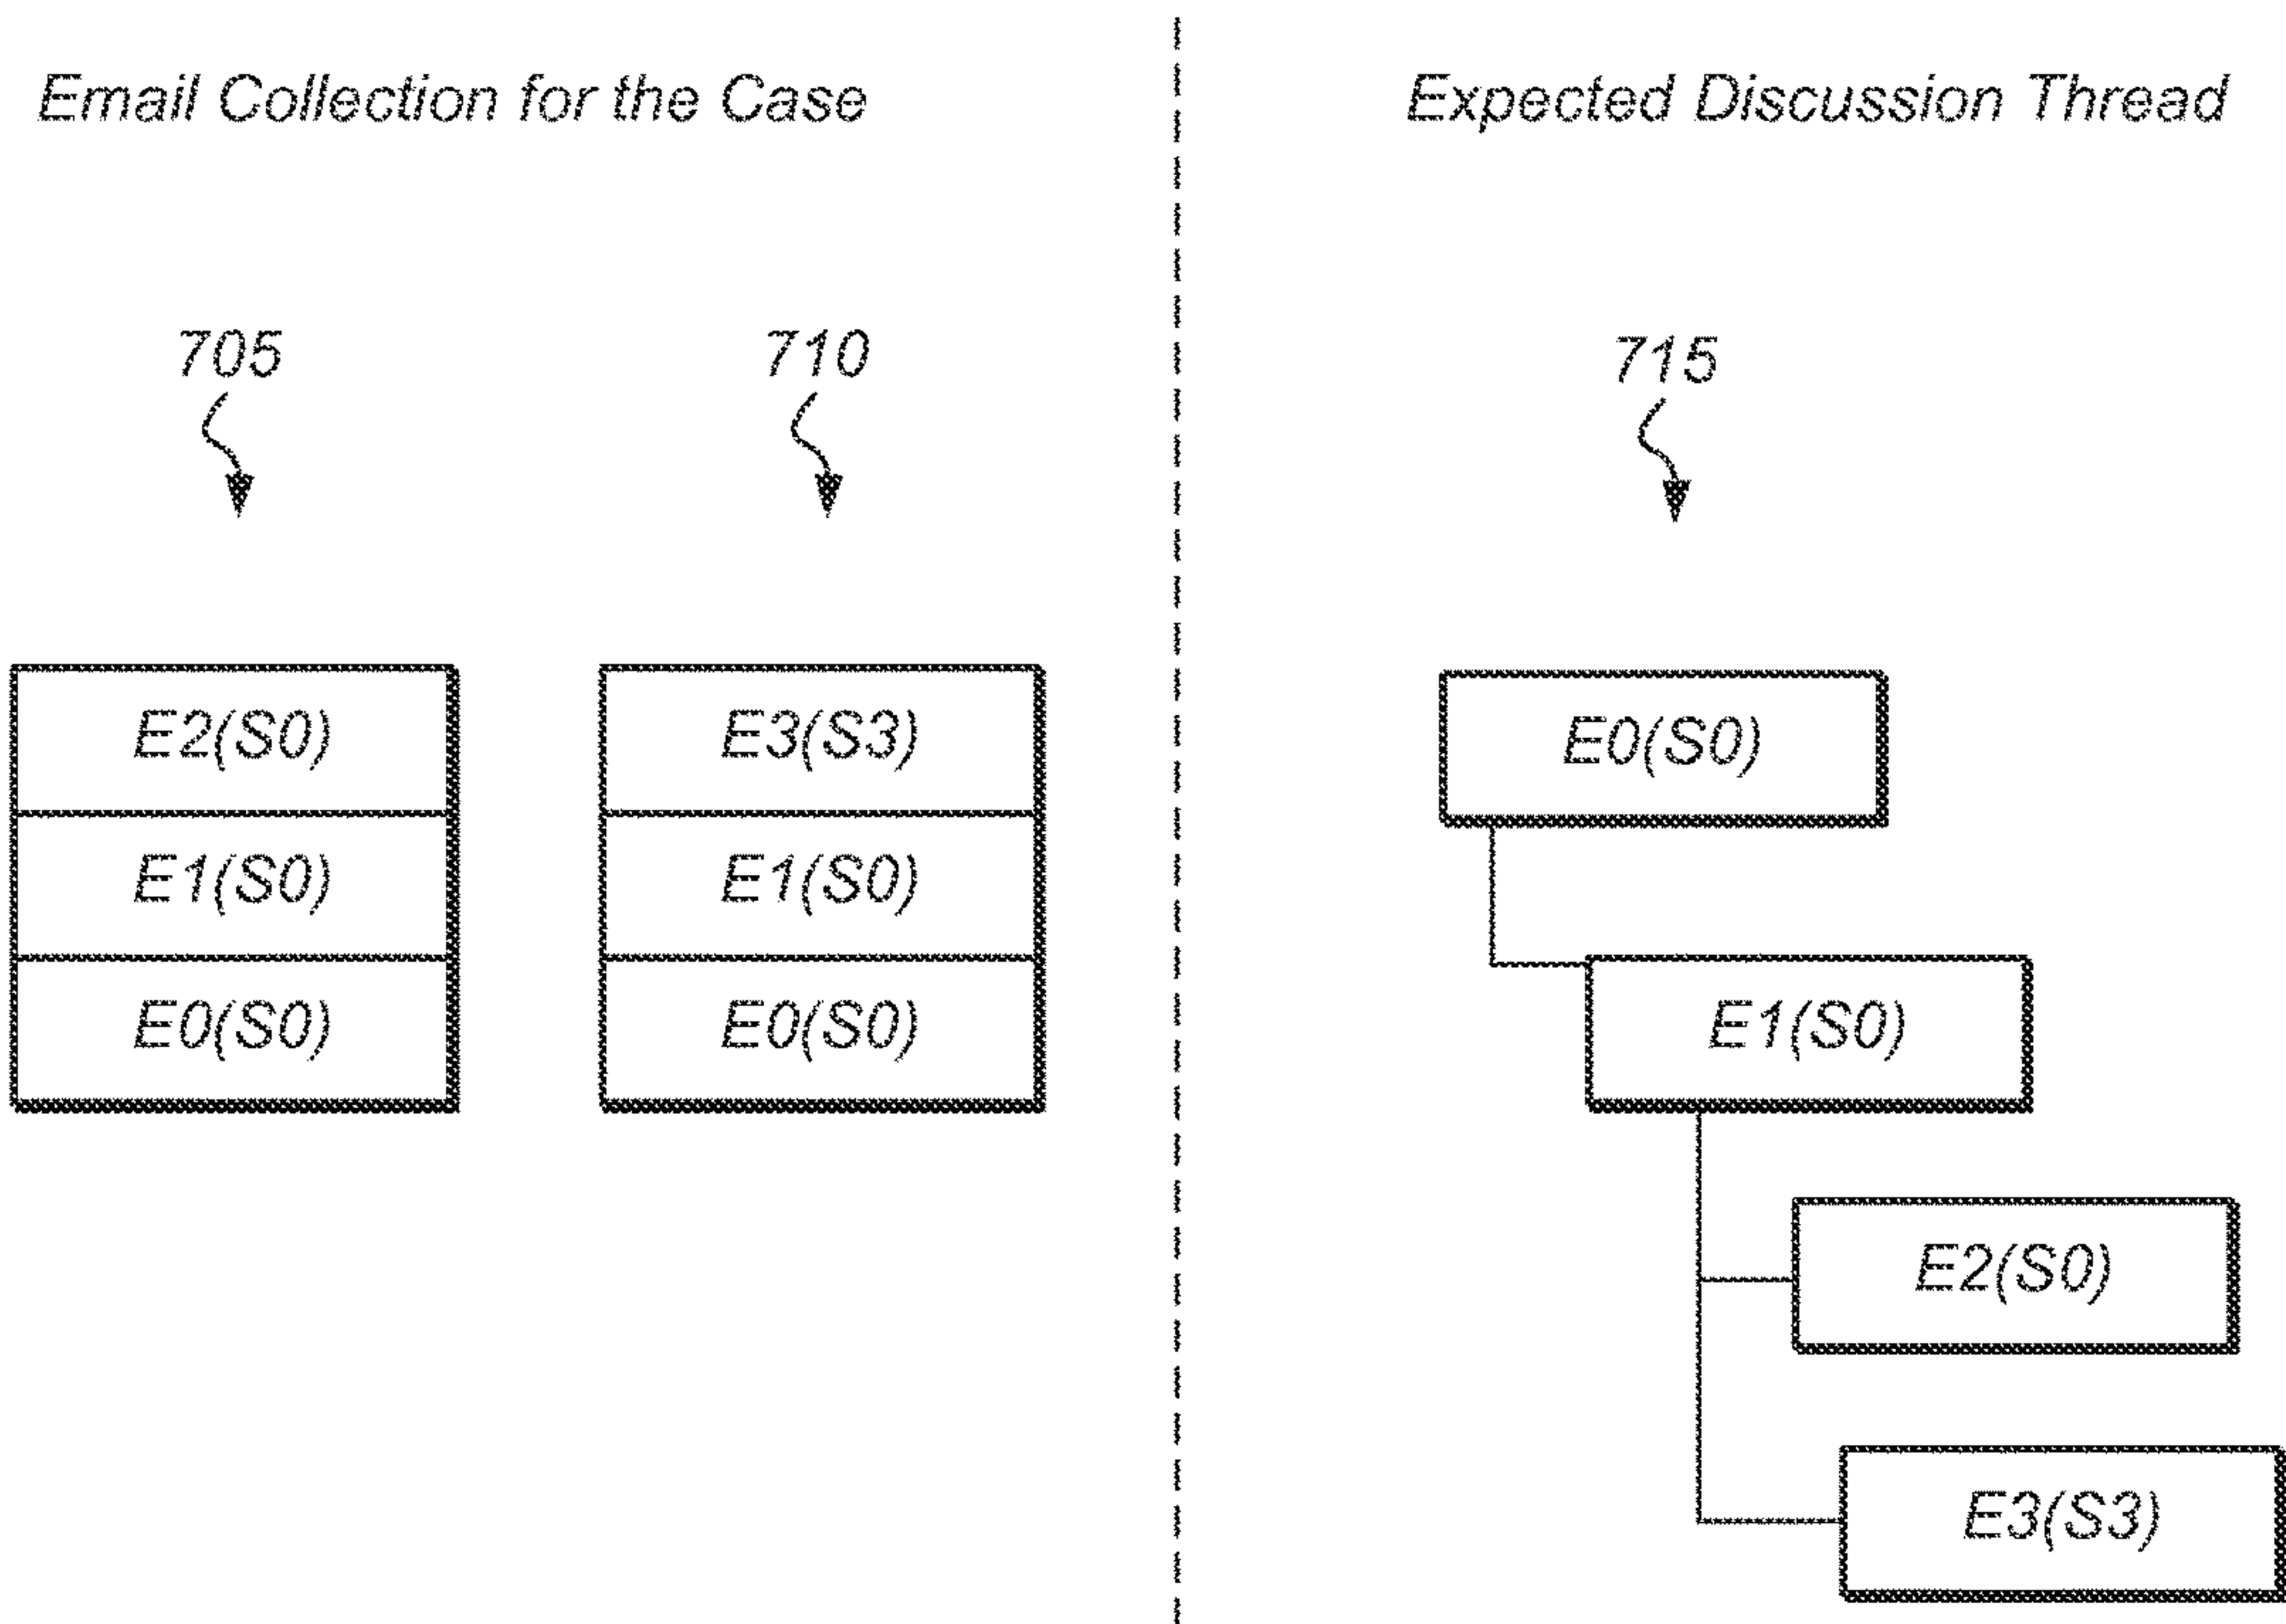 Email Collection for the Case
Expected Discussion Thread
705
710
715
E2(S0)
E1(S0)
E0(S0)
E3(S3)
E1(S0)
E0(S0)
E0(S0)
E1(S0)
E2(S0)
E3(S3)